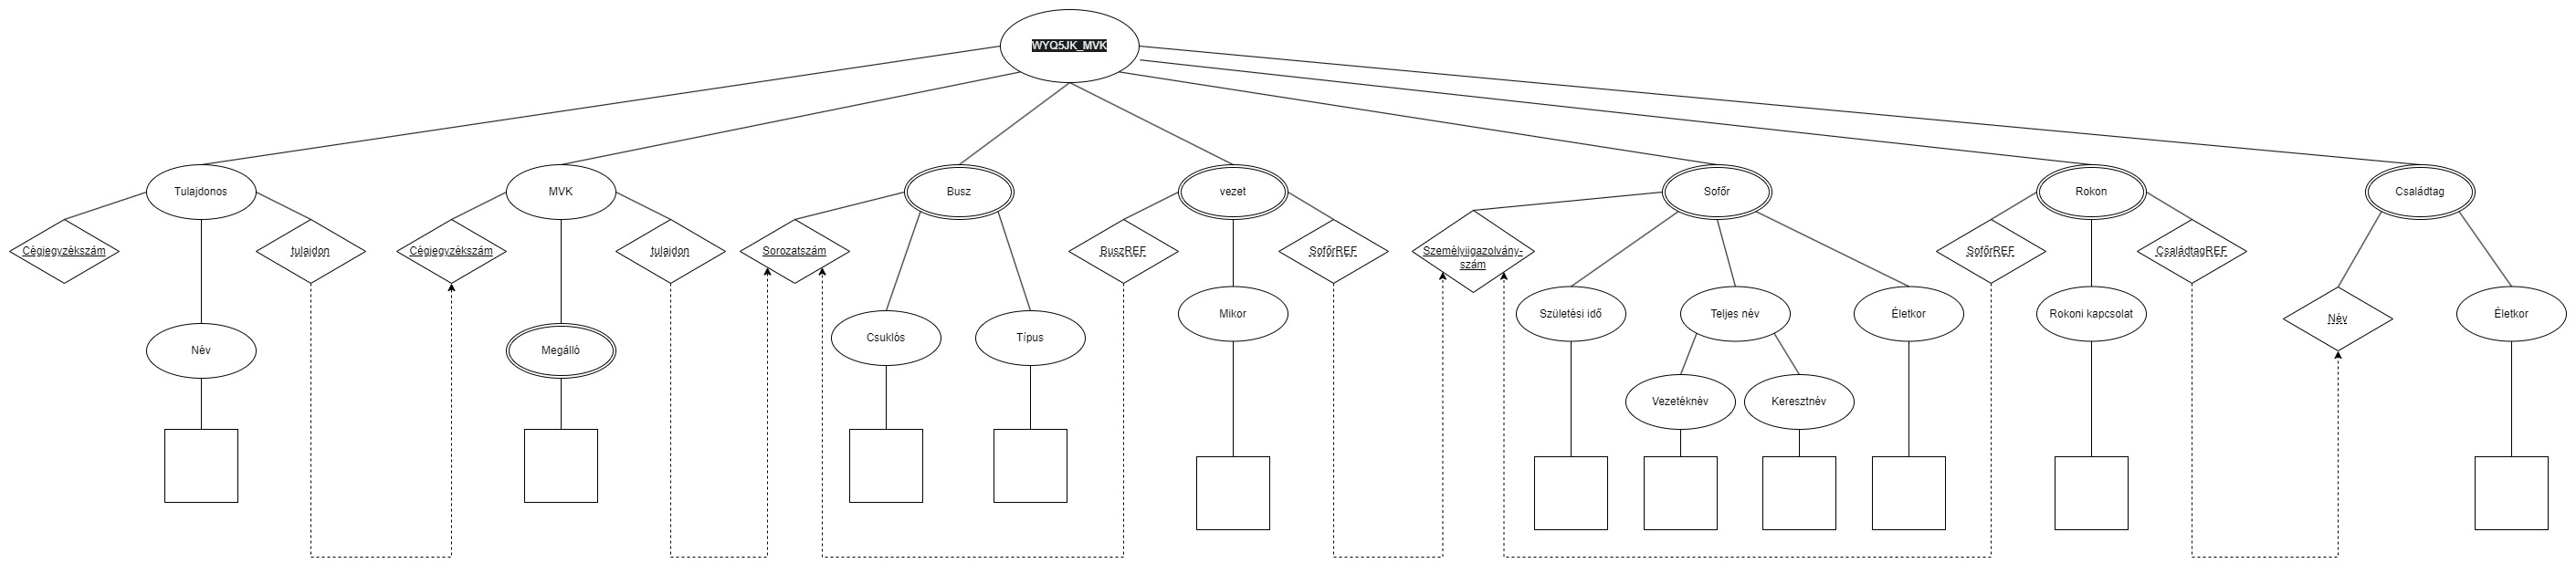 WYQ5JK_MVK
Tulajdonos
MVK
Busz
vezet
Sofőr
Rokon
Családtag
Cégjegyzékszám
tulajdon
Cégjegyzékszám
tulajdon
Sorozatszám
BuszREF
SofőrREF
Személyiigazolvány-
szám
SofőrREF
CsaládtagREF
Mikor
Születési idő
Teljes név
Életkor
Rokoni kapcsolat
Név
Életkor
Csuklós
Típus
Név
Megálló
Vezetéknév
Keresztnév